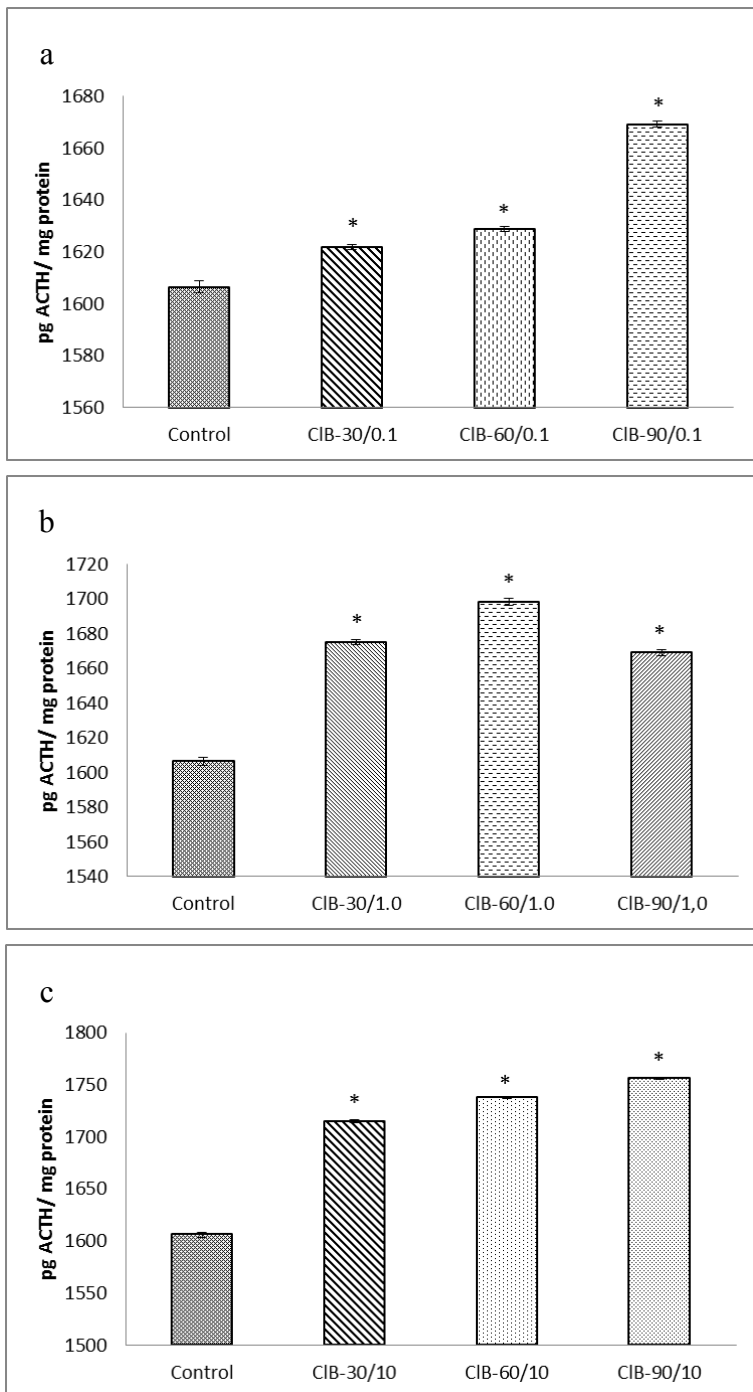 a
pg ACTH/ mg protein
1680
1660
1640
1620
1600
1580
1560
*
*
*
Control
ClB-30/0.1
ClB-60/0.1
ClB-90/0.1
b
pg ACTH/ mg protein
1720
1700
1680
1660
1640
1620
1600
1580
1560
1540
*
*
*
Control
ClB-30/1.0
ClB-60/1.0
ClB-90/1,0
c
pg ACTH/ mg protein
1800
1750
1700
1650
1600
1550
1500
*
*
*
Control
ClB-30/10
ClB-60/10
ClB-90/10